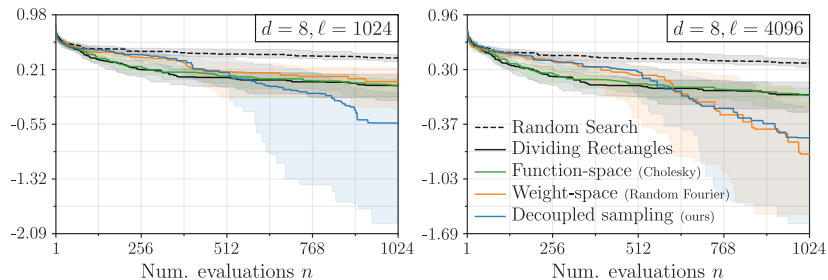 0.98
0.21
-0.55
-1.32
-2.09
d = 8, ℓ = 1024
1
256
512
768
1024
Num. evaluations n
0.96
0.30
-0.37
-1.03
-1.69
d = 8, ℓ = 4096
Random Search
Dividing Rectangles
Function-space (Cholesky)
Weight-space (Random Fourier)
Decoupled sampling (ours)
1
256
512
768
1024
Num. evaluations n